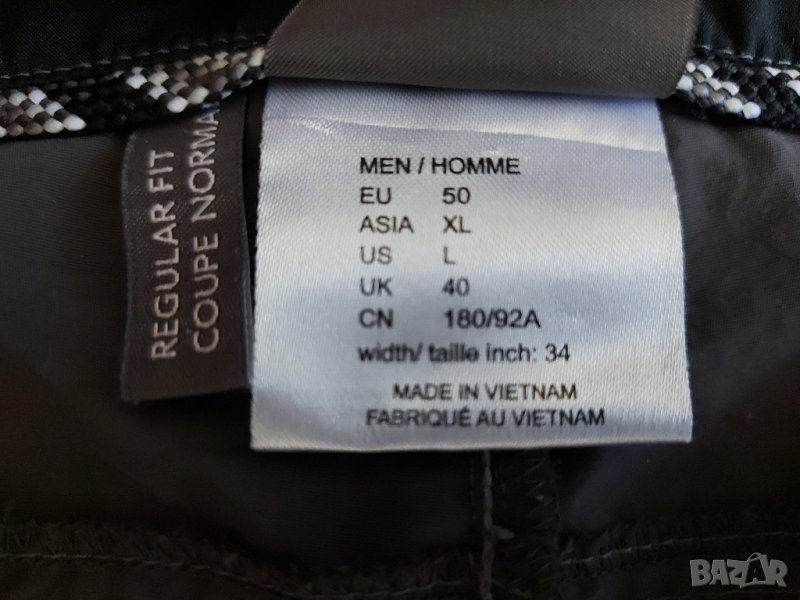 REGULAR FIT
COUPE NORMA
MEN / HOMME
EU 50
ASIA XL
US L
UK 40
CN 180/92A
width/ taille inch: 34
MADE IN VIETNAM
FABRIQUÉ AU VIETNAM
BAZAR